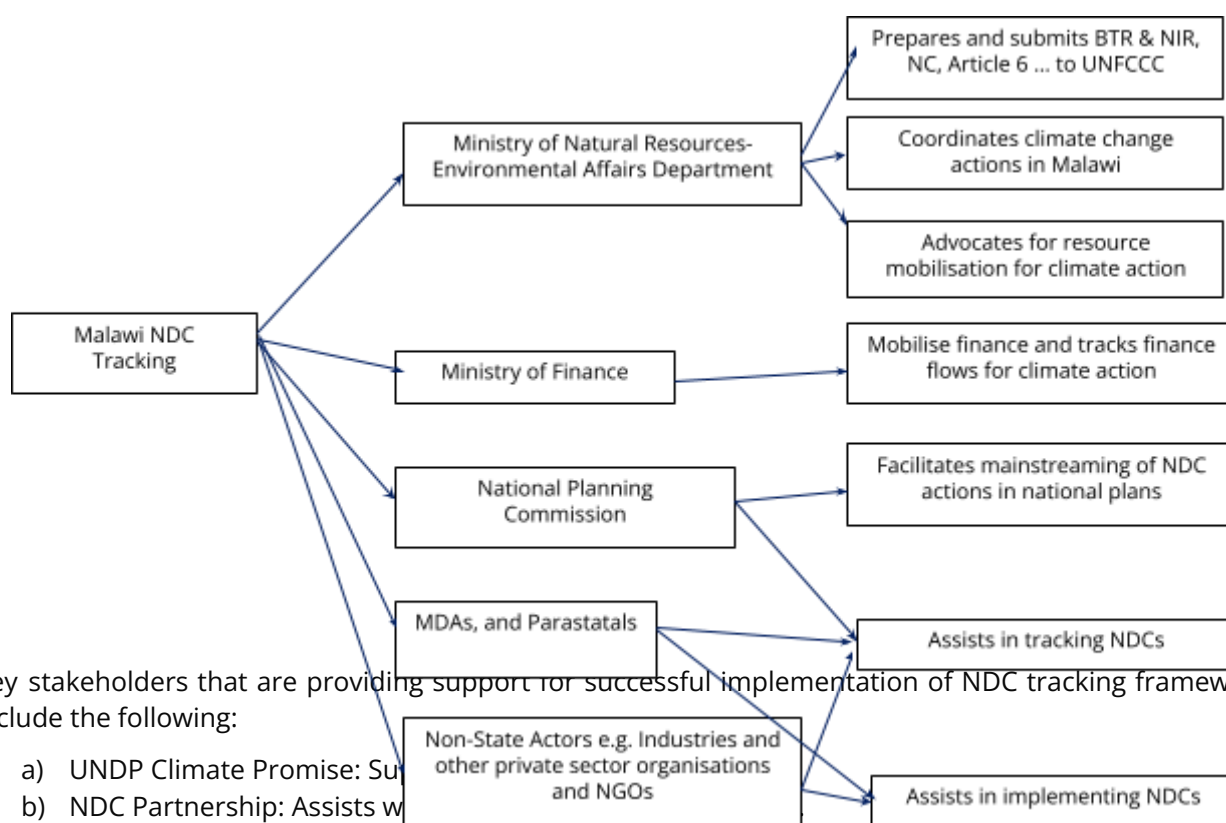 Prepares and submits BTR & NIR,
NC, Article 6 ... to UNFCCC
Ministry of Natural Resources-
Environmental Affairs Department
Coordinates climate change
actions in Malawi
Advocates for resource
mobilisation for climate action
Malawi NDC
Tracking
Ministry of Finance
Mobilise finance and tracks finance
flows for climate action
National Planning
Commission
Facilitates mainstreaming of NDC
actions in national plans
MDAs, and Parastatals
Assists in tracking NDCs
stakeholders that are providing support for successful implementation of NDC tracking
the following:
Non-State Actors e.g. Industries and
other private sector organisations
and NGOs
a) UNDP Climate Promise:
b) NDC Partnership: Assists
Assists in implementing NDCs